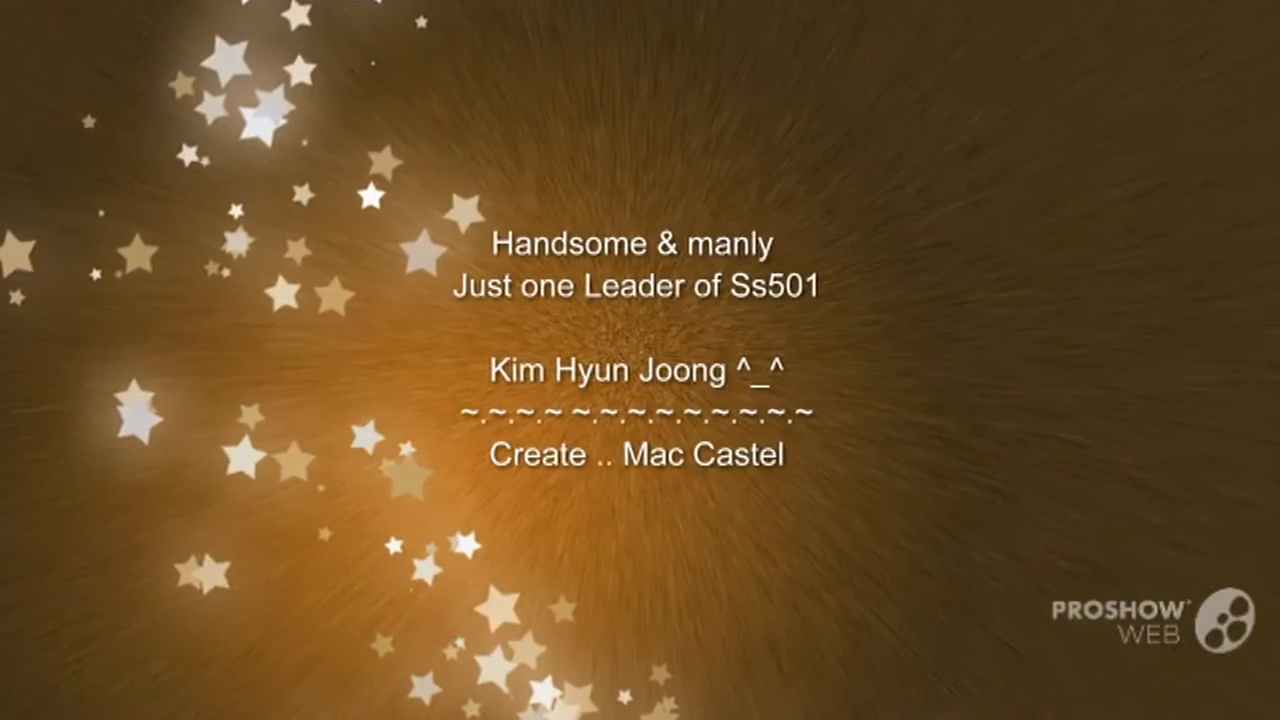 Handsome & manly
Just one Leader of Ss501
Kim Hyun Joong ^_^
~.~.~.~ ~.~.~.~.~.~.~.~.~
Create .. Mac Castel
PROSHOW
WEB